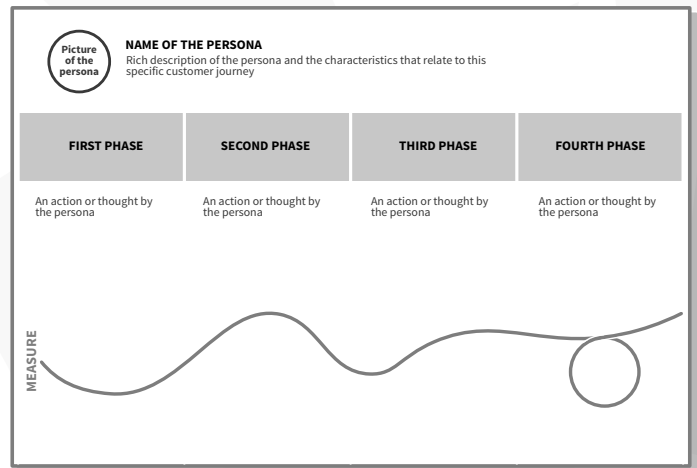 Picture
of the
persona
NAME OF THE PERSONA
Rich description of the persona and the characteristics that relate to this
specific customer journey
FIRST PHASE
SECOND PHASE
THIRD PHASE
FOURTH PHASE
An action or thought by
the persona
An action or thought by
the persona
An action or thought by
the persona
An action or thought by
the persona
MEASURE